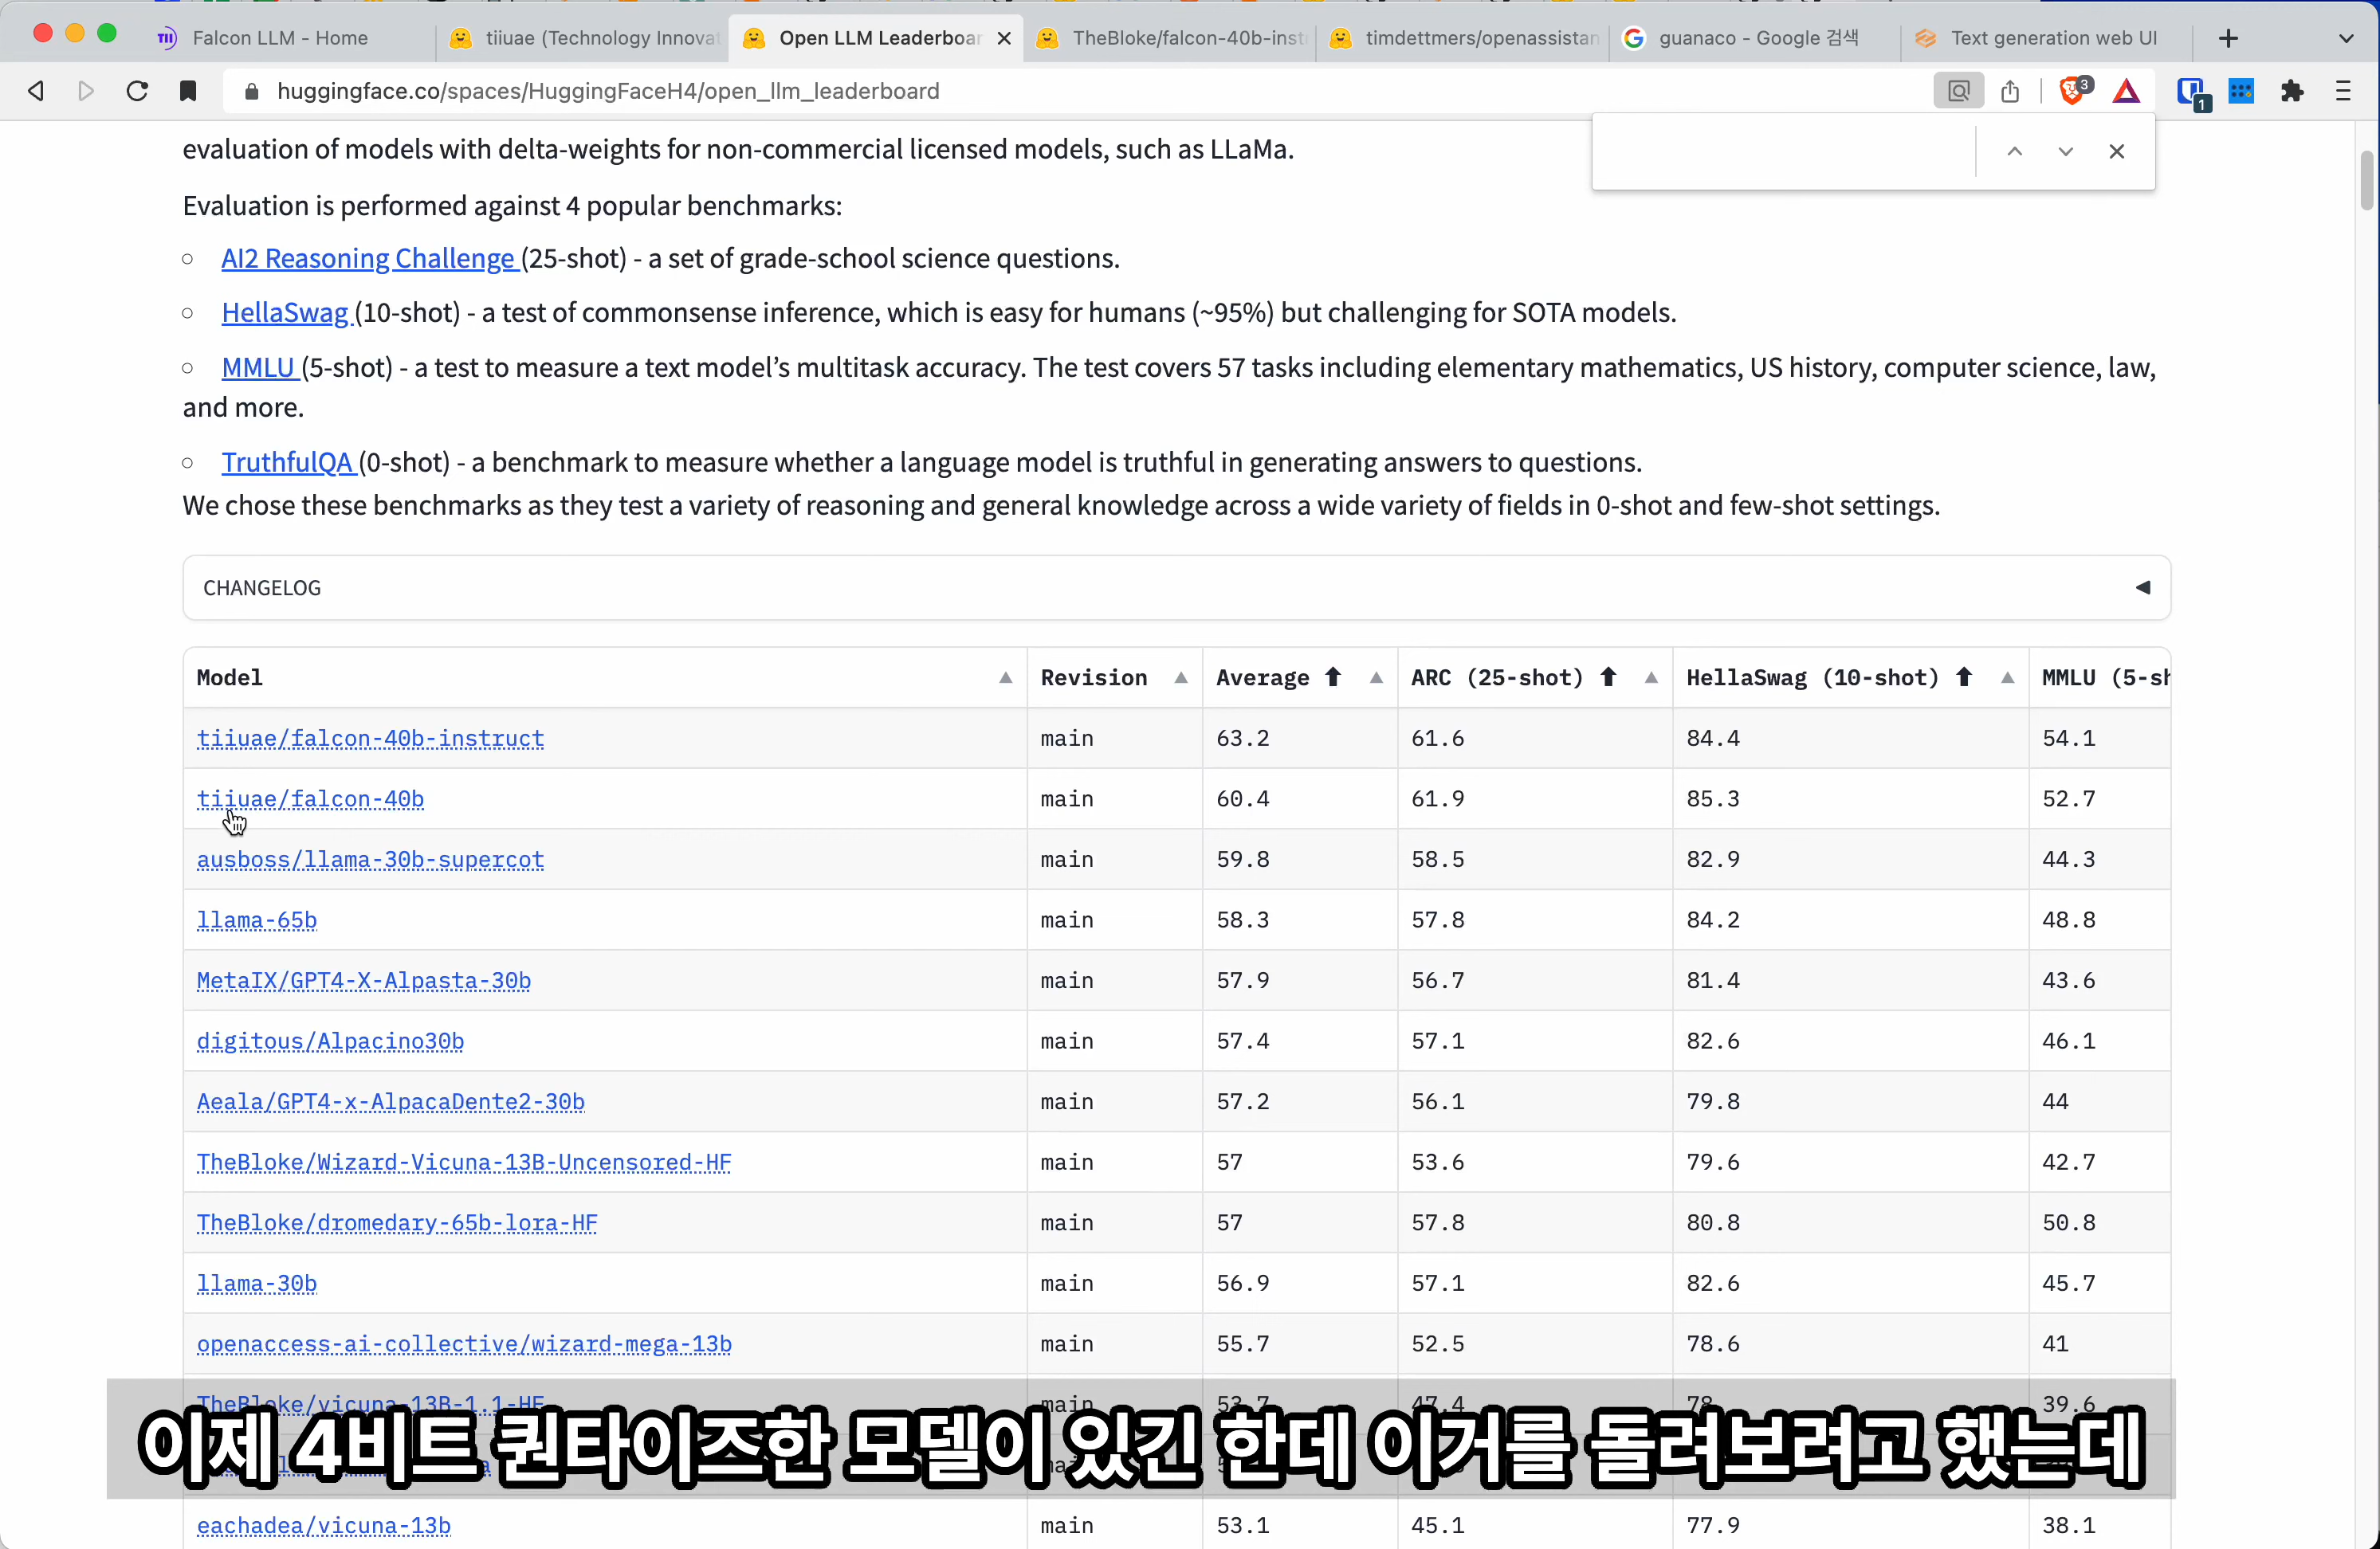 Falcon LLM - Home
tiiuae (Technology Innovat
Open LLM Leaderboar
TheBloke/falcon-40b-inst
timdettmers/openassistan
guanaco - Google 검색
Text generation web UI
huggingface.co/spaces/HuggingFaceH4/open_llm_leaderboard
3
1
evaluation of models with delta-weights for non-commercial licensed models, such as LLaMa.
Evaluation is performed against 4 popular benchmarks:
AI2 Reasoning Challenge (25-shot) - a set of grade-school science questions.
HellaSwag (10-shot) - a test of commonsense inference, which is easy for humans (~95%) but challenging for SOTA models.
MMLU (5-shot) - a test to measure a text model’s multitask accuracy. The test covers 57 tasks including elementary mathematics, US history, computer science, law,
and more.
TruthfulQA (0-shot) - a benchmark to measure whether a language model is truthful in generating answers to questions.
We chose these benchmarks as they test a variety of reasoning and general knowledge across a wide variety of fields in 0-shot and few-shot settings.
CHANGELOG
Model Revision Average ⬆ ARC (25-shot) ⬆ HellaSwag (10-shot) ⬆ MMLU (5-sh
tiiuae/falcon-40b-instruct main 63.2 61.6 84.4 54.1
tiiuae/falcon-40b main 60.4 61.9 85.3 52.7
ausboss/llama-30b-supercot main 59.8 58.5 82.9 44.3
llama-65b main 58.3 57.8 84.2 48.8
MetaIX/GPT4-X-Alpasta-30b main 57.9 56.7 81.4 43.6
digitous/Alpacino30b main 57.4 57.1 82.6 46.1
Aeala/GPT4-x-AlpacaDente2-30b main 57.2 56.1 79.8 44
TheBloke/Wizard-Vicuna-13B-Uncensored-HF main 57 53.6 79.6 42.7
TheBloke/dromedary-65b-lora-HF main 57 57.8 80.8 50.8
llama-30b main 56.9 57.1 82.6 45.7
openaccess-ai-collective/wizard-mega-13b main 55.7 52.5 78.6 41
TheBloke/vicuna-13B-1.1-HF main 53.7 47.4 78 39.6
이제 4비트 퀀타이즈한 모델이 있긴 한데 이거를 돌려보려고 했는데
eachadea/vicuna-13b main 53.1 45.1 77.9 38.1